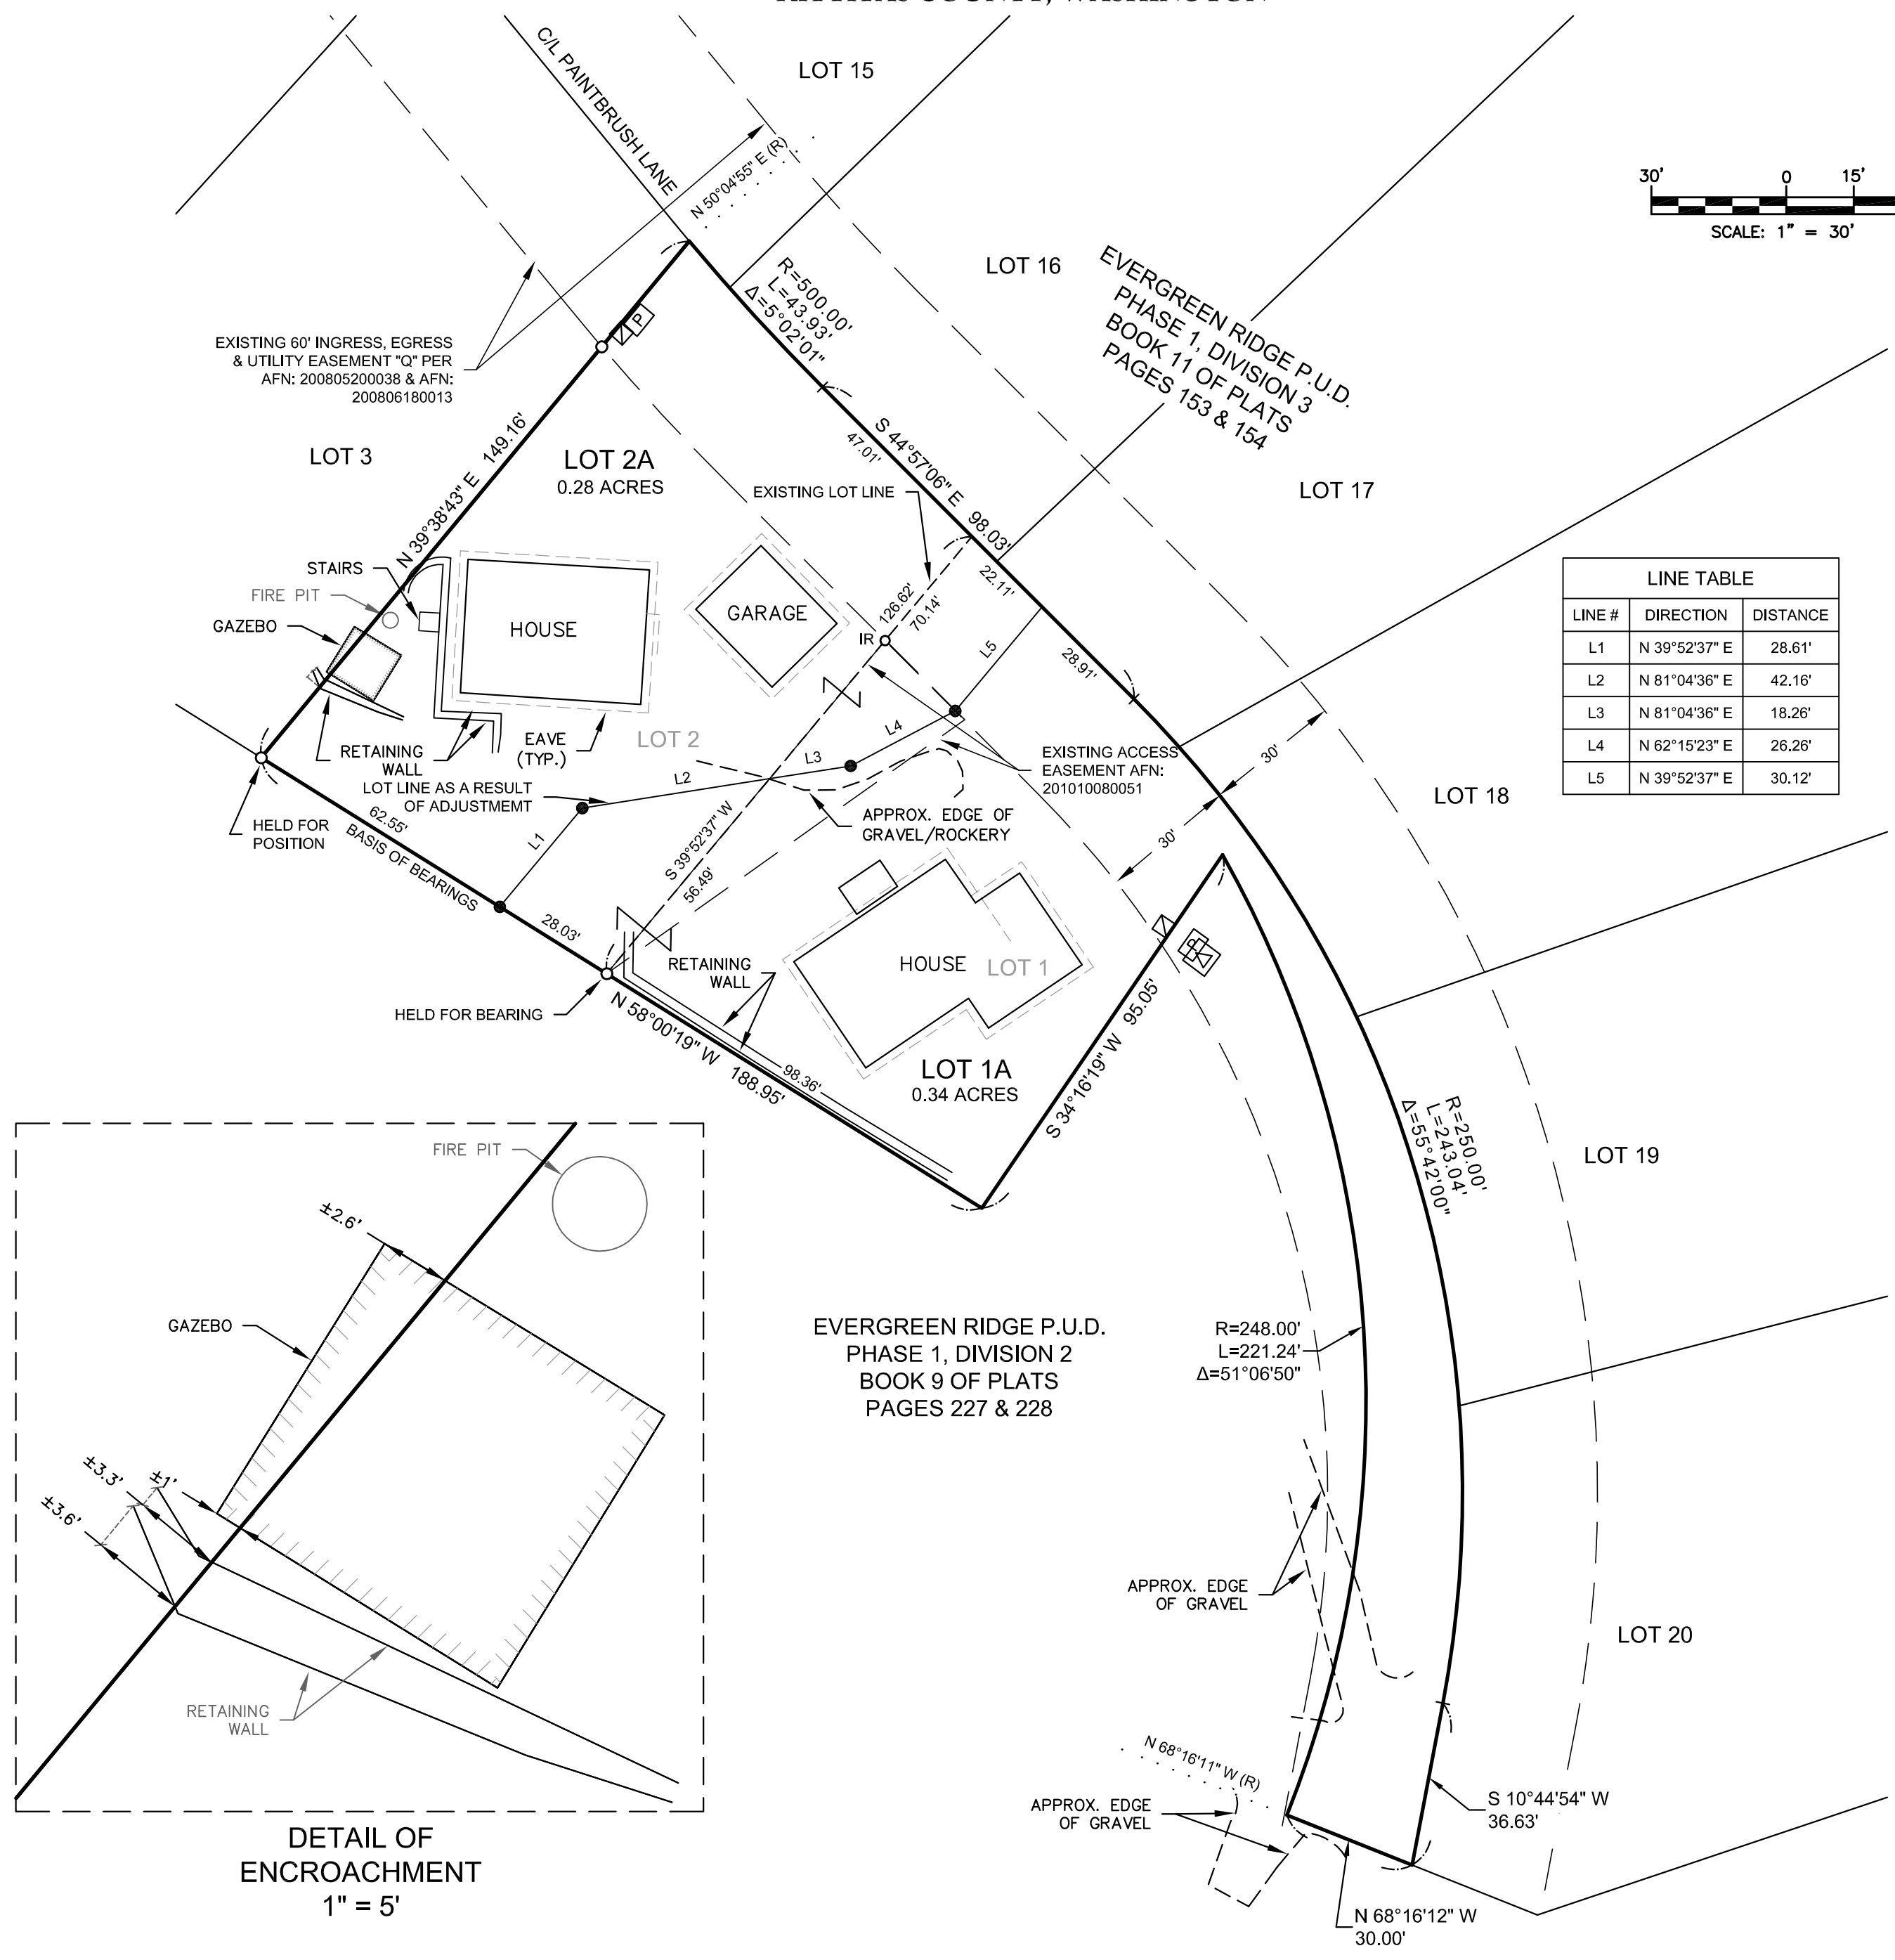 LOT 15
C/L PAINTBRUSH LANE
N 50°04'55" E (R)
30'
0
15'
SCALE: 1" = 30'
LOT 16
EVERGREEN RIDGE P.U.D.
PHASE 1, DIVISION 3
BOOK 11 OF PLATS
PAGES 153 & 154
R=500.00'
L=43.93'
Δ=5°02'01"
P
EXISTING 60' INGRESS, EGRESS
& UTILITY EASEMENT "Q" PER
AFN: 200805200038 & AFN:
200806180013
LOT 3
N 39°38'43" E 149.16'
LOT 2A
0.28 ACRES
S 44°57'06" E 98.03'
47.01'
EXISTING LOT LINE
LOT 17
22.11'
28.91'
STAIRS
FIRE PIT
GAZEBO
HOUSE
GARAGE
126.62'
70.14'
IR
L5
LINE TABLE
LINE # DIRECTION DISTANCE
L1 N 39°52'37" E 28.61'
L2 N 81°04'36" E 42.16'
L3 N 81°04'36" E 18.26'
L4 N 62°15'23" E 26.26'
L5 N 39°52'37" E 30.12'
RETAINING
WALL
EAVE
(TYP.)
LOT 2
L4
L3
L2
L1
LOT LINE AS A RESULT
OF ADJUSTMEMT
EXISTING ACCESS
EASEMENT AFN:
201010080051
30'
30'
LOT 18
HELD FOR
POSITION
62.55'
BASIS OF BEARINGS
S 39°52'37" W
56.49'
APPROX. EDGE OF
GRAVEL/ROCKERY
28.03'
RETAINING
WALL
HOUSE
LOT 1
P
HELD FOR BEARING
N 58°00'19" W 188.95'
98.36'
LOT 1A
0.34 ACRES
S 34°16'19" W 95.05'
R=250.00'
L=243.04'
Δ=55°42'00"
LOT 19
FIRE PIT
±2.6'
GAZEBO
±3.3'
±1'
±3.6'
RETAINING
WALL
DETAIL OF
ENCROACHMENT
1" = 5'
EVERGREEN RIDGE P.U.D.
PHASE 1, DIVISION 2
BOOK 9 OF PLATS
PAGES 227 & 228
R=248.00'
L=221.24'
Δ=51°06'50"
APPROX. EDGE
OF GRAVEL
LOT 20
N 68°16'11" W (R)
APPROX. EDGE
OF GRAVEL
S 10°44'54" W
36.63'
N 68°16'12" W
30.00'